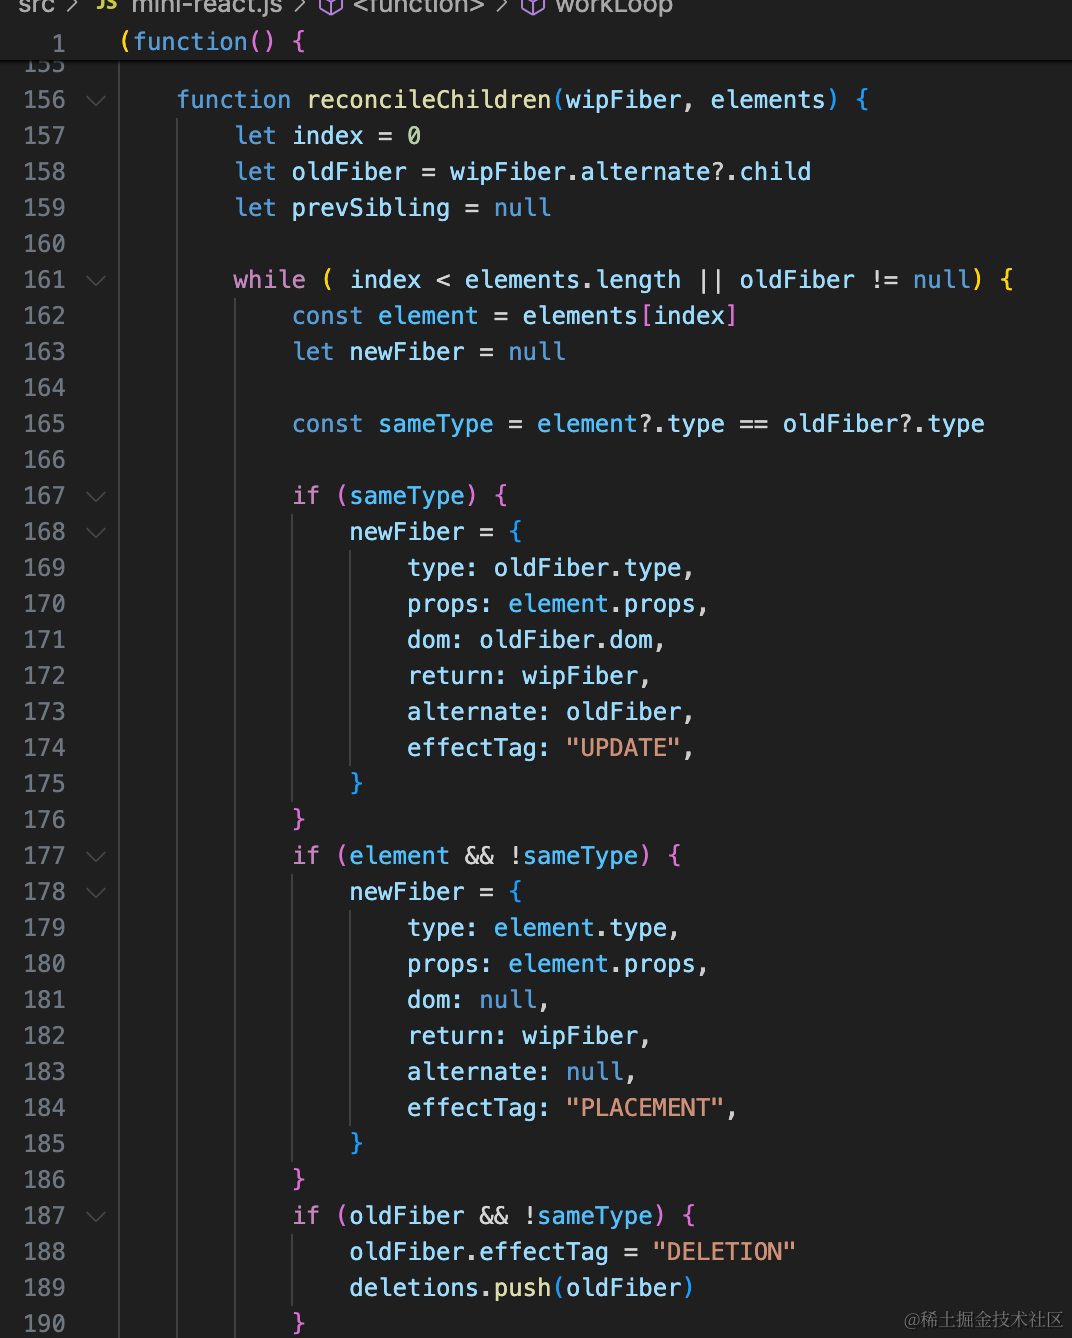 src > JS mini-react.js > <function> > workLoop
1 (function() {
155
156 function reconcileChildren(wipFiber, elements) {
157 let index = 0
158 let oldFiber = wipFiber.alternate?.child
159 let prevSibling = null
160
161 while ( index < elements.length || oldFiber != null) {
162 const element = elements[index]
163 let newFiber = null
164
165 const sameType = element?.type == oldFiber?.type
166
167 if (sameType) {
168 newFiber = {
169 type: oldFiber.type,
170 props: element.props,
171 dom: oldFiber.dom,
172 return: wipFiber,
173 alternate: oldFiber,
174 effectTag: "UPDATE",
175 }
176 }
177 if (element && !sameType) {
178 newFiber = {
179 type: element.type,
180 props: element.props,
181 dom: null,
182 return: wipFiber,
183 alternate: null,
184 effectTag: "PLACEMENT",
185 }
186 }
187 if (oldFiber && !sameType) {
188 oldFiber.effectTag = "DELETION"
189 deletions.push(oldFiber)
190 }
@稀土掘金技术社区